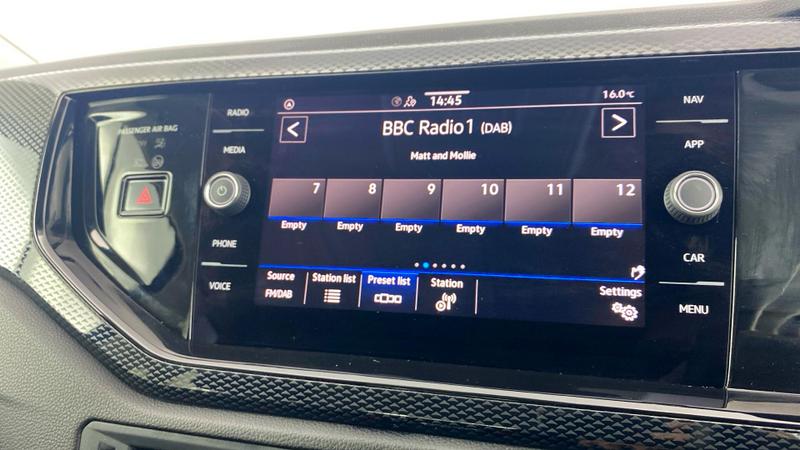 PASSENGER AIR BAG
RADIO
MEDIA
PHONE
VOICE
14:45
16.0°C
< BBC Radio 1 (DAB) >
Matt and Mollie
7 8 9 10 11 12
Empty Empty Empty Empty Empty Empty
Source Station list Preset list Station Settings
FM/DAB
NAV
APP
CAR
MENU